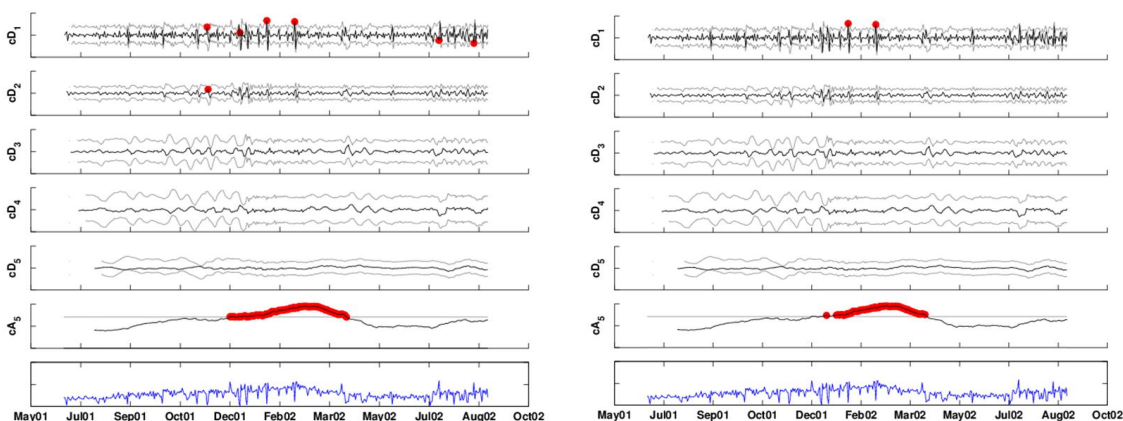 cD1
cD2
cD3
cD4
cD5
cA5
May01 Jul01 Sep01 Oct01 Dec01 Feb02 Mar02 May02 Jul02 Aug02 Oct02
cD1
cD2
cD3
cD4
cD5
cA5
May01 Jul01 Sep01 Oct01 Dec01 Feb02 Mar02 May02 Jul02 Aug02 Oct02